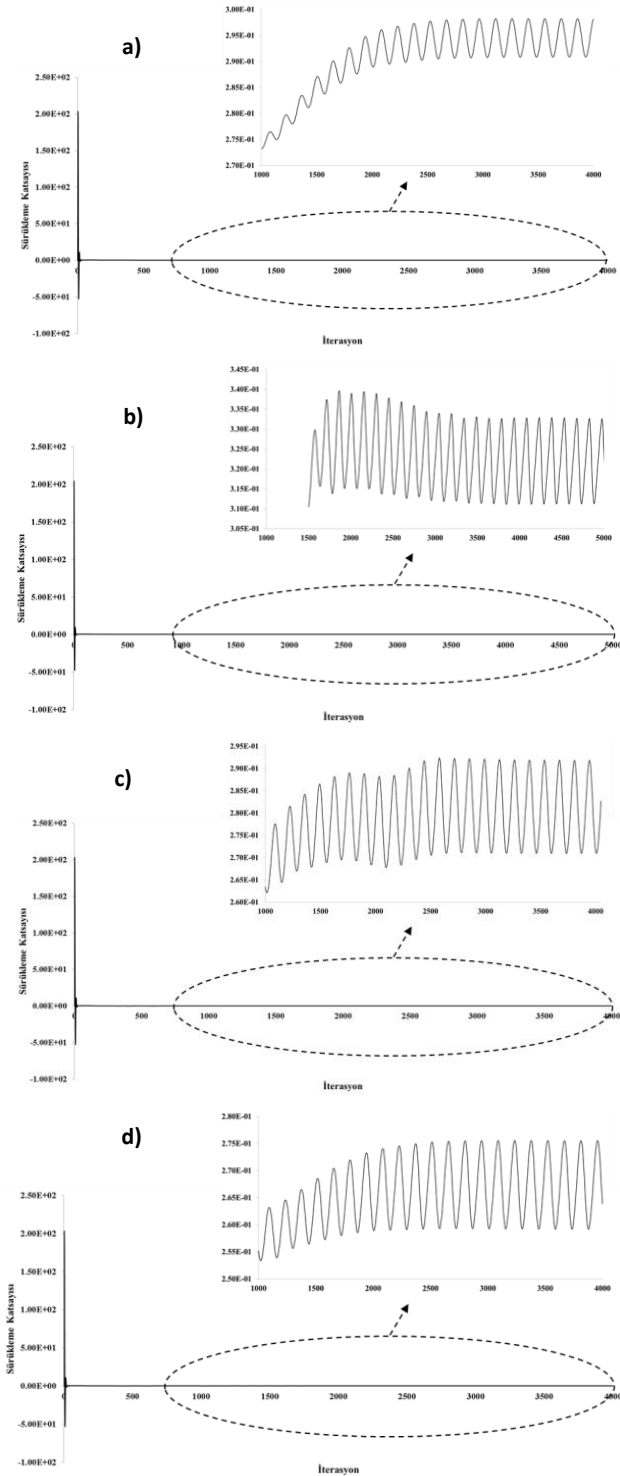 a)
3.00E-01
2.95E-01
2.90E-01
2.85E-01
2.80E-01
2.75E-01
2.70E-01
1000 1500 2000 2500 3000 3500 4000
Sürükleme Katsayısı
2.50E+02
2.00E+02
1.50E+02
1.00E+02
5.00E+01
0.00E+00
-5.00E+01
-1.00E+02
0 500 1000 1500 2000 2500 3000 3500 4000
İterasyon
b)
3.45E-01
3.40E-01
3.35E-01
3.30E-01
3.25E-01
3.20E-01
3.15E-01
3.10E-01
3.05E-01
1000 1500 2000 2500 3000 3500 4000 4500 5000
Sürükleme Katsayısı
2.50E+02
2.00E+02
1.50E+02
1.00E+02
5.00E+01
0.00E+00
-5.00E+01
-1.00E+02
0 500 1000 1500 2000 2500 3000 3500 4000 4500 5000
İterasyon
c)
2.95E-01
2.90E-01
2.85E-01
2.80E-01
2.75E-01
2.70E-01
2.65E-01
2.60E-01
1000 1500 2000 2500 3000 3500 4000
Sürükleme Katsayısı
2.50E+02
2.00E+02
1.50E+02
1.00E+02
5.00E+01
0.00E+00
-5.00E+01
-1.00E+02
0 500 1000 1500 2000 2500 3000 3500 4000
İterasyon
d)
2.80E-01
2.75E-01
2.70E-01
2.65E-01
2.60E-01
2.55E-01
2.50E-01
1000 1500 2000 2500 3000 3500 4000
Sürükleme Katsayısı
2.50E+02
2.00E+02
1.50E+02
1.00E+02
5.00E+01
0.00E+00
-5.00E+01
-1.00E+02
0 500 1000 1500 2000 2500 3000 3500 4000
İterasyon